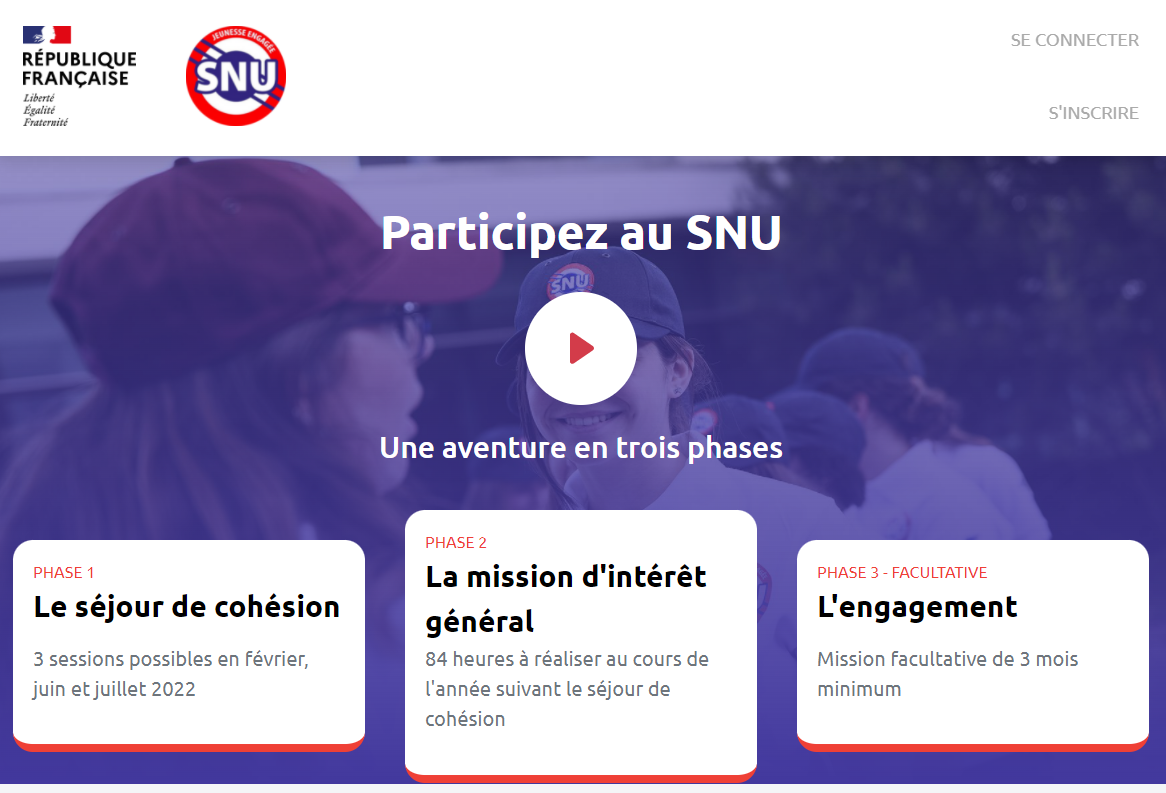 RÉPUBLIQUE
FRANÇAISE
Liberté
Égalité
Fraternité
JEUNESSE ENGAGÉE
SNU
SE CONNECTER
S'INSCRIRE
Participez au SNU
SNU
Une aventure en trois phases
PHASE 1
Le séjour de cohésion
3 sessions possibles en février,
juin et juillet 2022
PHASE 2
La mission d'intérêt
général
84 heures à réaliser au cours de
l'année suivant le séjour de
cohésion
PHASE 3 - FACULTATIVE
L'engagement
Mission facultative de 3 mois
minimum